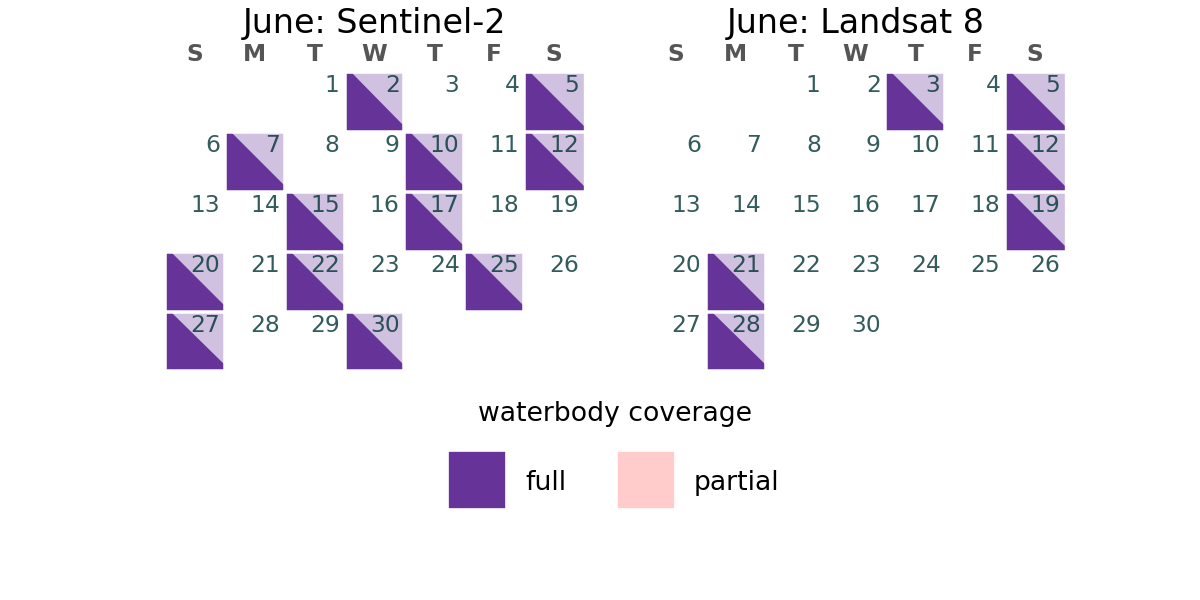 June: Sentinel-2
S M T W T F S
1 2 3 4 5
6 7 8 9 10 11 12
13 14 15 16 17 18 19
20 21 22 23 24 25 26
27 28 29 30
June: Landsat 8
S M T W T F S
1 2 3 4 5
6 7 8 9 10 11 12
13 14 15 16 17 18 19
20 21 22 23 24 25 26
27 28 29 30
waterbody coverage
full partial